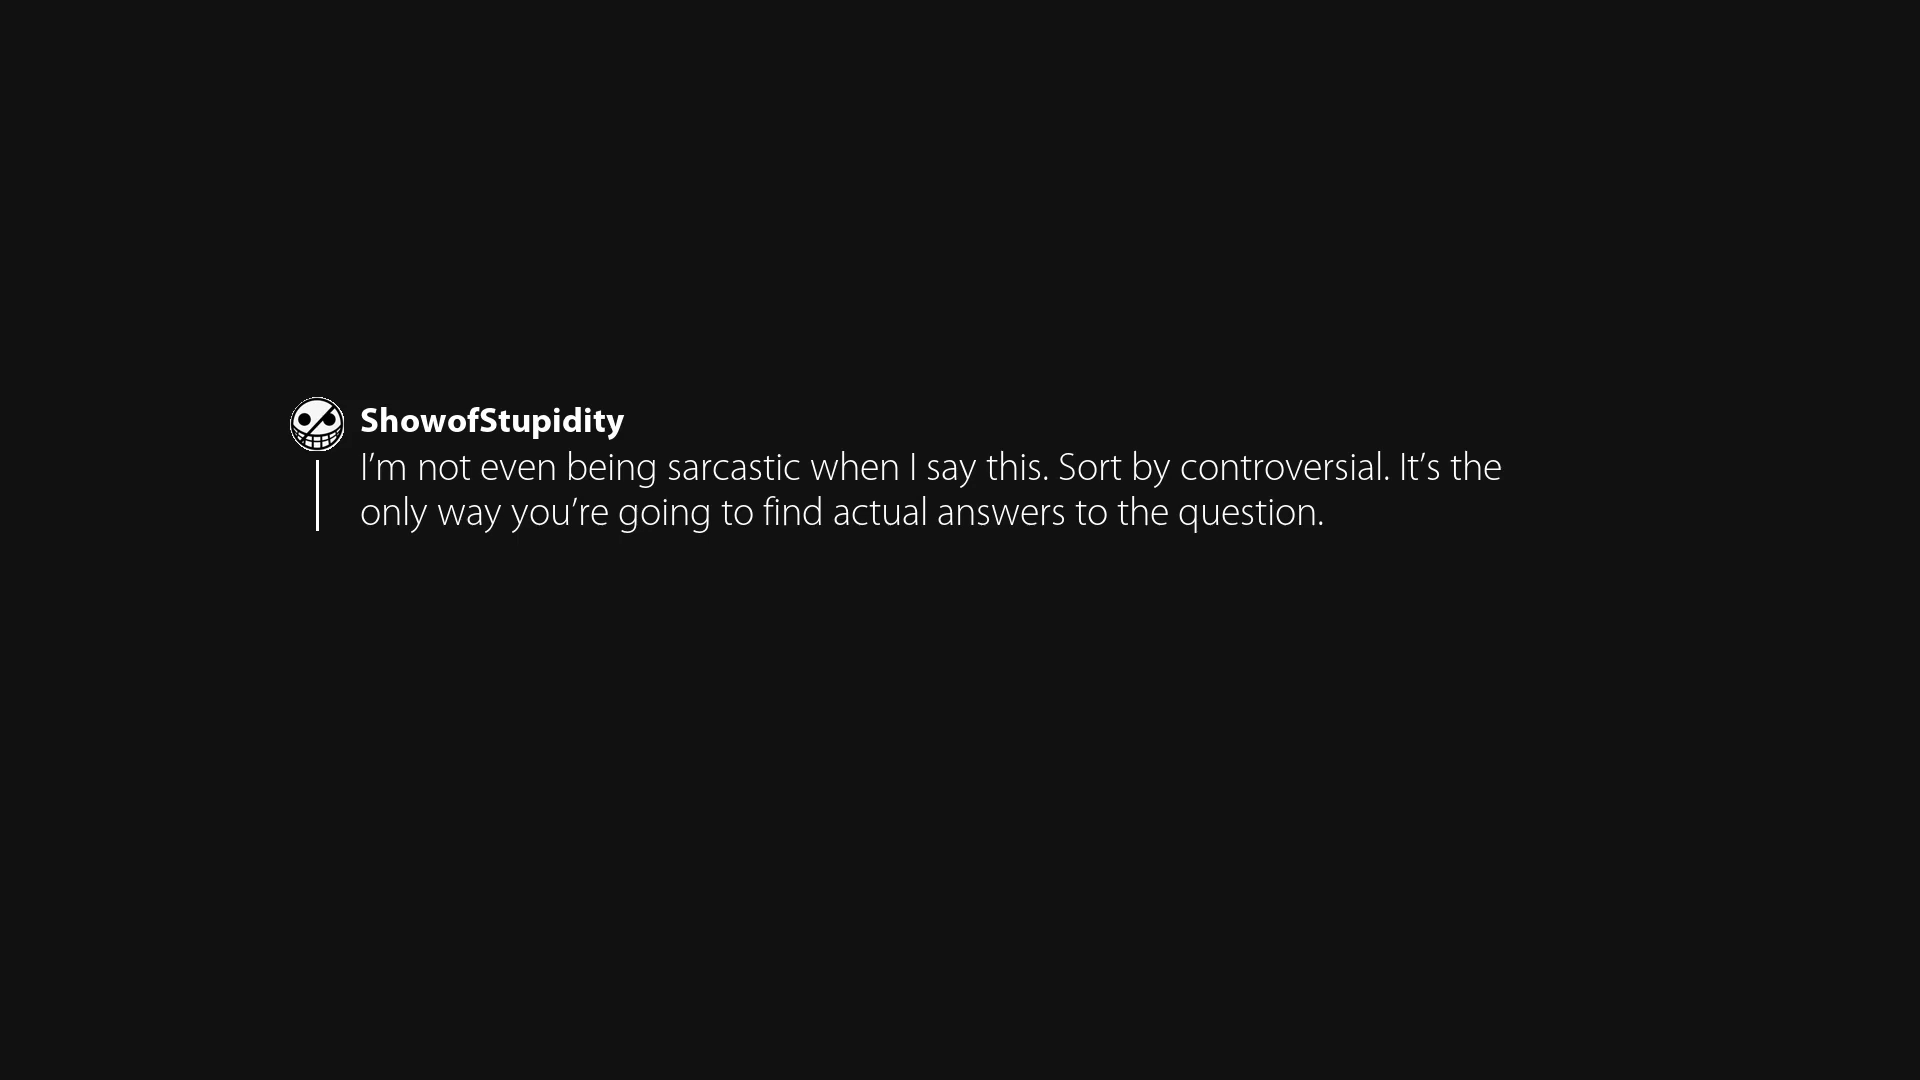 ShowofStupidity
I’m not even being sarcastic when I say this. Sort by controversial. It’s the
only way you’re going to find actual answers to the question.